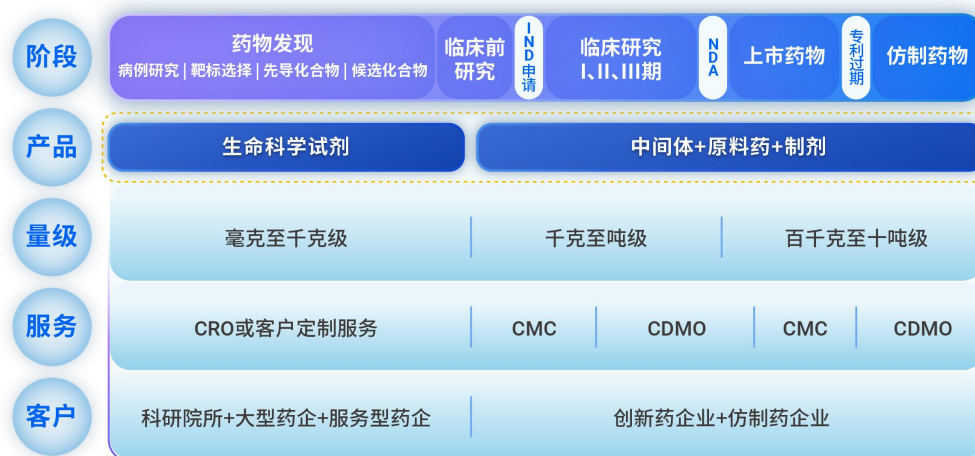 阶段
药物发现
病例研究 | 靶标选择 | 先导化合物 | 候选化合物
临床前
研究
IND申请
临床研究
I、II、III期
NDA
上市药物
专利过期
仿制药物
产品
生命科学试剂
中间体+原料药+制剂
量级
毫克至千克级
千克至吨级
百千克至十吨级
服务
CRO或客户定制服务
CMC
CDMO
CMC
CDMO
客户
科研院所+大型药企+服务型药企
创新药企业+仿制药企业